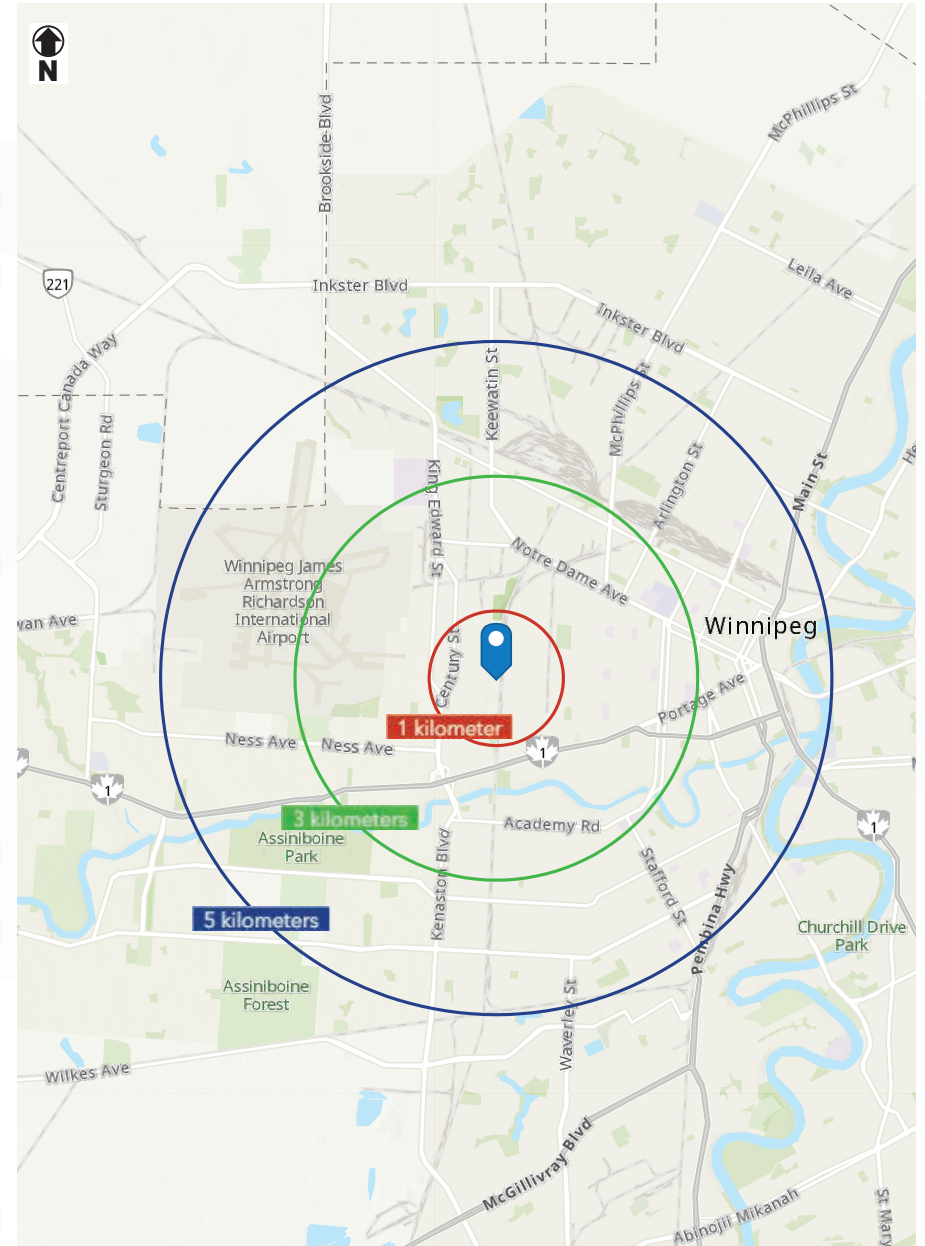 N
McPhillips St
Brookside Blvd
Leila Ave
221
Inkster Blvd
Inkster Blvd
Centreport Canada Way
Sturgeon Rd
Keewatin St
McPhillips St
Arlington St
Main St
He
King Edward St
Notre Dame Ave
Winnipeg James
Armstrong
Richardson
International
Airport
wan Ave
Winnipeg
Century St
Portage Ave
1 kilometer
Ness Ave
Ness Ave
1
1
3 kilometers
Academy Rd
1
Assiniboine
Park
Kenaston Blvd
Stafford St
Pembina Hwy
5 kilometers
Churchill Drive
Park
Assiniboine
Forest
Waverley St
Wilkes Ave
McGillivray Blvd
Abinojii Mikanah
St Mary